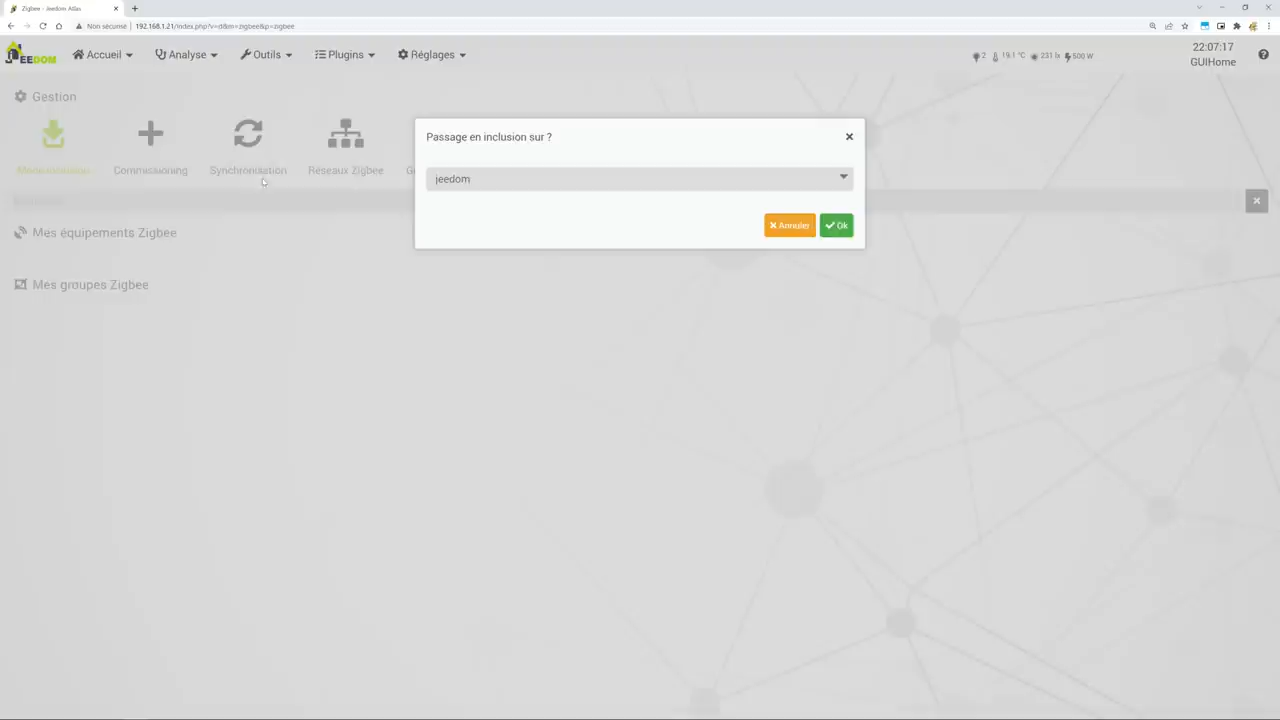 Zigbee - Jeedom Atlas
Non sécurisé
192.168.1.21/index.php?v=d&m=zigbee&p=zigbee
JEEDOM
Accueil
Analyse
Outils
Plugins
Réglages
2
19.1 °C
231 lx
500 W
22:07:17
GUIHome
Gestion
Commissioning
Synchronisation
Réseaux Zigbee
Passage en inclusion sur ?
jeedom
Annuler
Ok
Mes équipements Zigbee
Mes groupes Zigbee